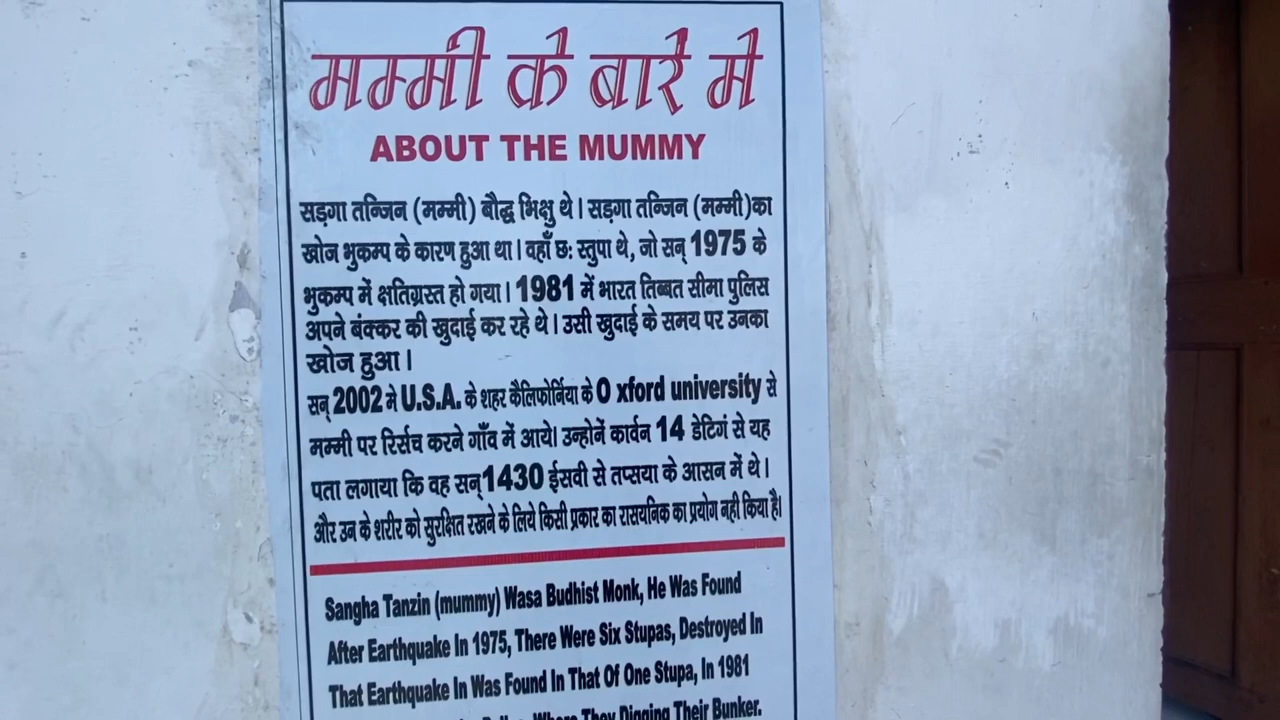 मम्मी के बारे मे
ABOUT THE MUMMY
सड़गा तन्जिन (मम्मी) बौद्ध भिक्षु थे। सड़गा तन्जिन (मम्मी)का
खोज भुकम्प के कारण हुआ था। वहाँ छः स्तुपा थे, जो सन् 1975 के
भुकम्प में क्षतिग्रस्त हो गया। 1981 में भारत तिब्बत सीमा पुलिस
अपने बंक्कर की खुदाई कर रहे थे। उसी खुदाई के समय पर उनका
खोज हुआ।
सन् 2002 मे U.S.A. के शहर कैलिफोर्निया के O xford university से
मम्मी पर रिर्सच करने गाँव में आये। उन्होनें कार्वन 14 डेटिगं से यह
पता लगाया कि वह सन्1430 ईसवी से तप्सया के आसन में थे।
और उन के शरीर को सुरक्षित रखने के लिये किसी प्रकार का रासयनिक का प्रयोग नही किया है।
Sangha Tanzin (mummy) Wasa Budhist Monk, He Was Found
After Earthquake In 1975, There Were Six Stupas, Destroyed In
That Earthquake In Was Found In That Of One Stupa, In 1981
Where They Digging Their Bunker.